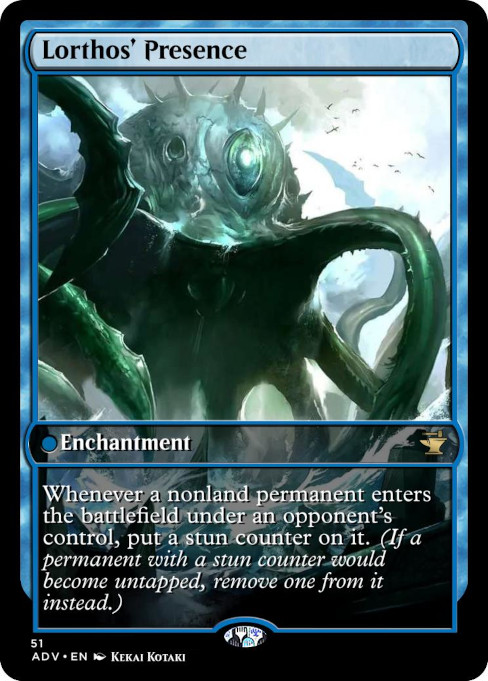 Lorthos' Presence
Enchantment
Whenever a nonland permanent enters
the battlefield under an opponent's
control, put a stun counter on it. (If a
permanent with a stun counter would
become untapped, remove one from it
instead.)
51
ADV • EN Kekai Kotaki